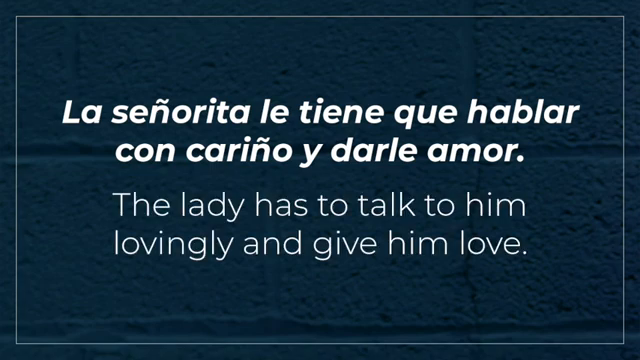 La señorita le tiene que hablar
con cariño y darle amor.
The lady has to talk to him
lovingly and give him love.